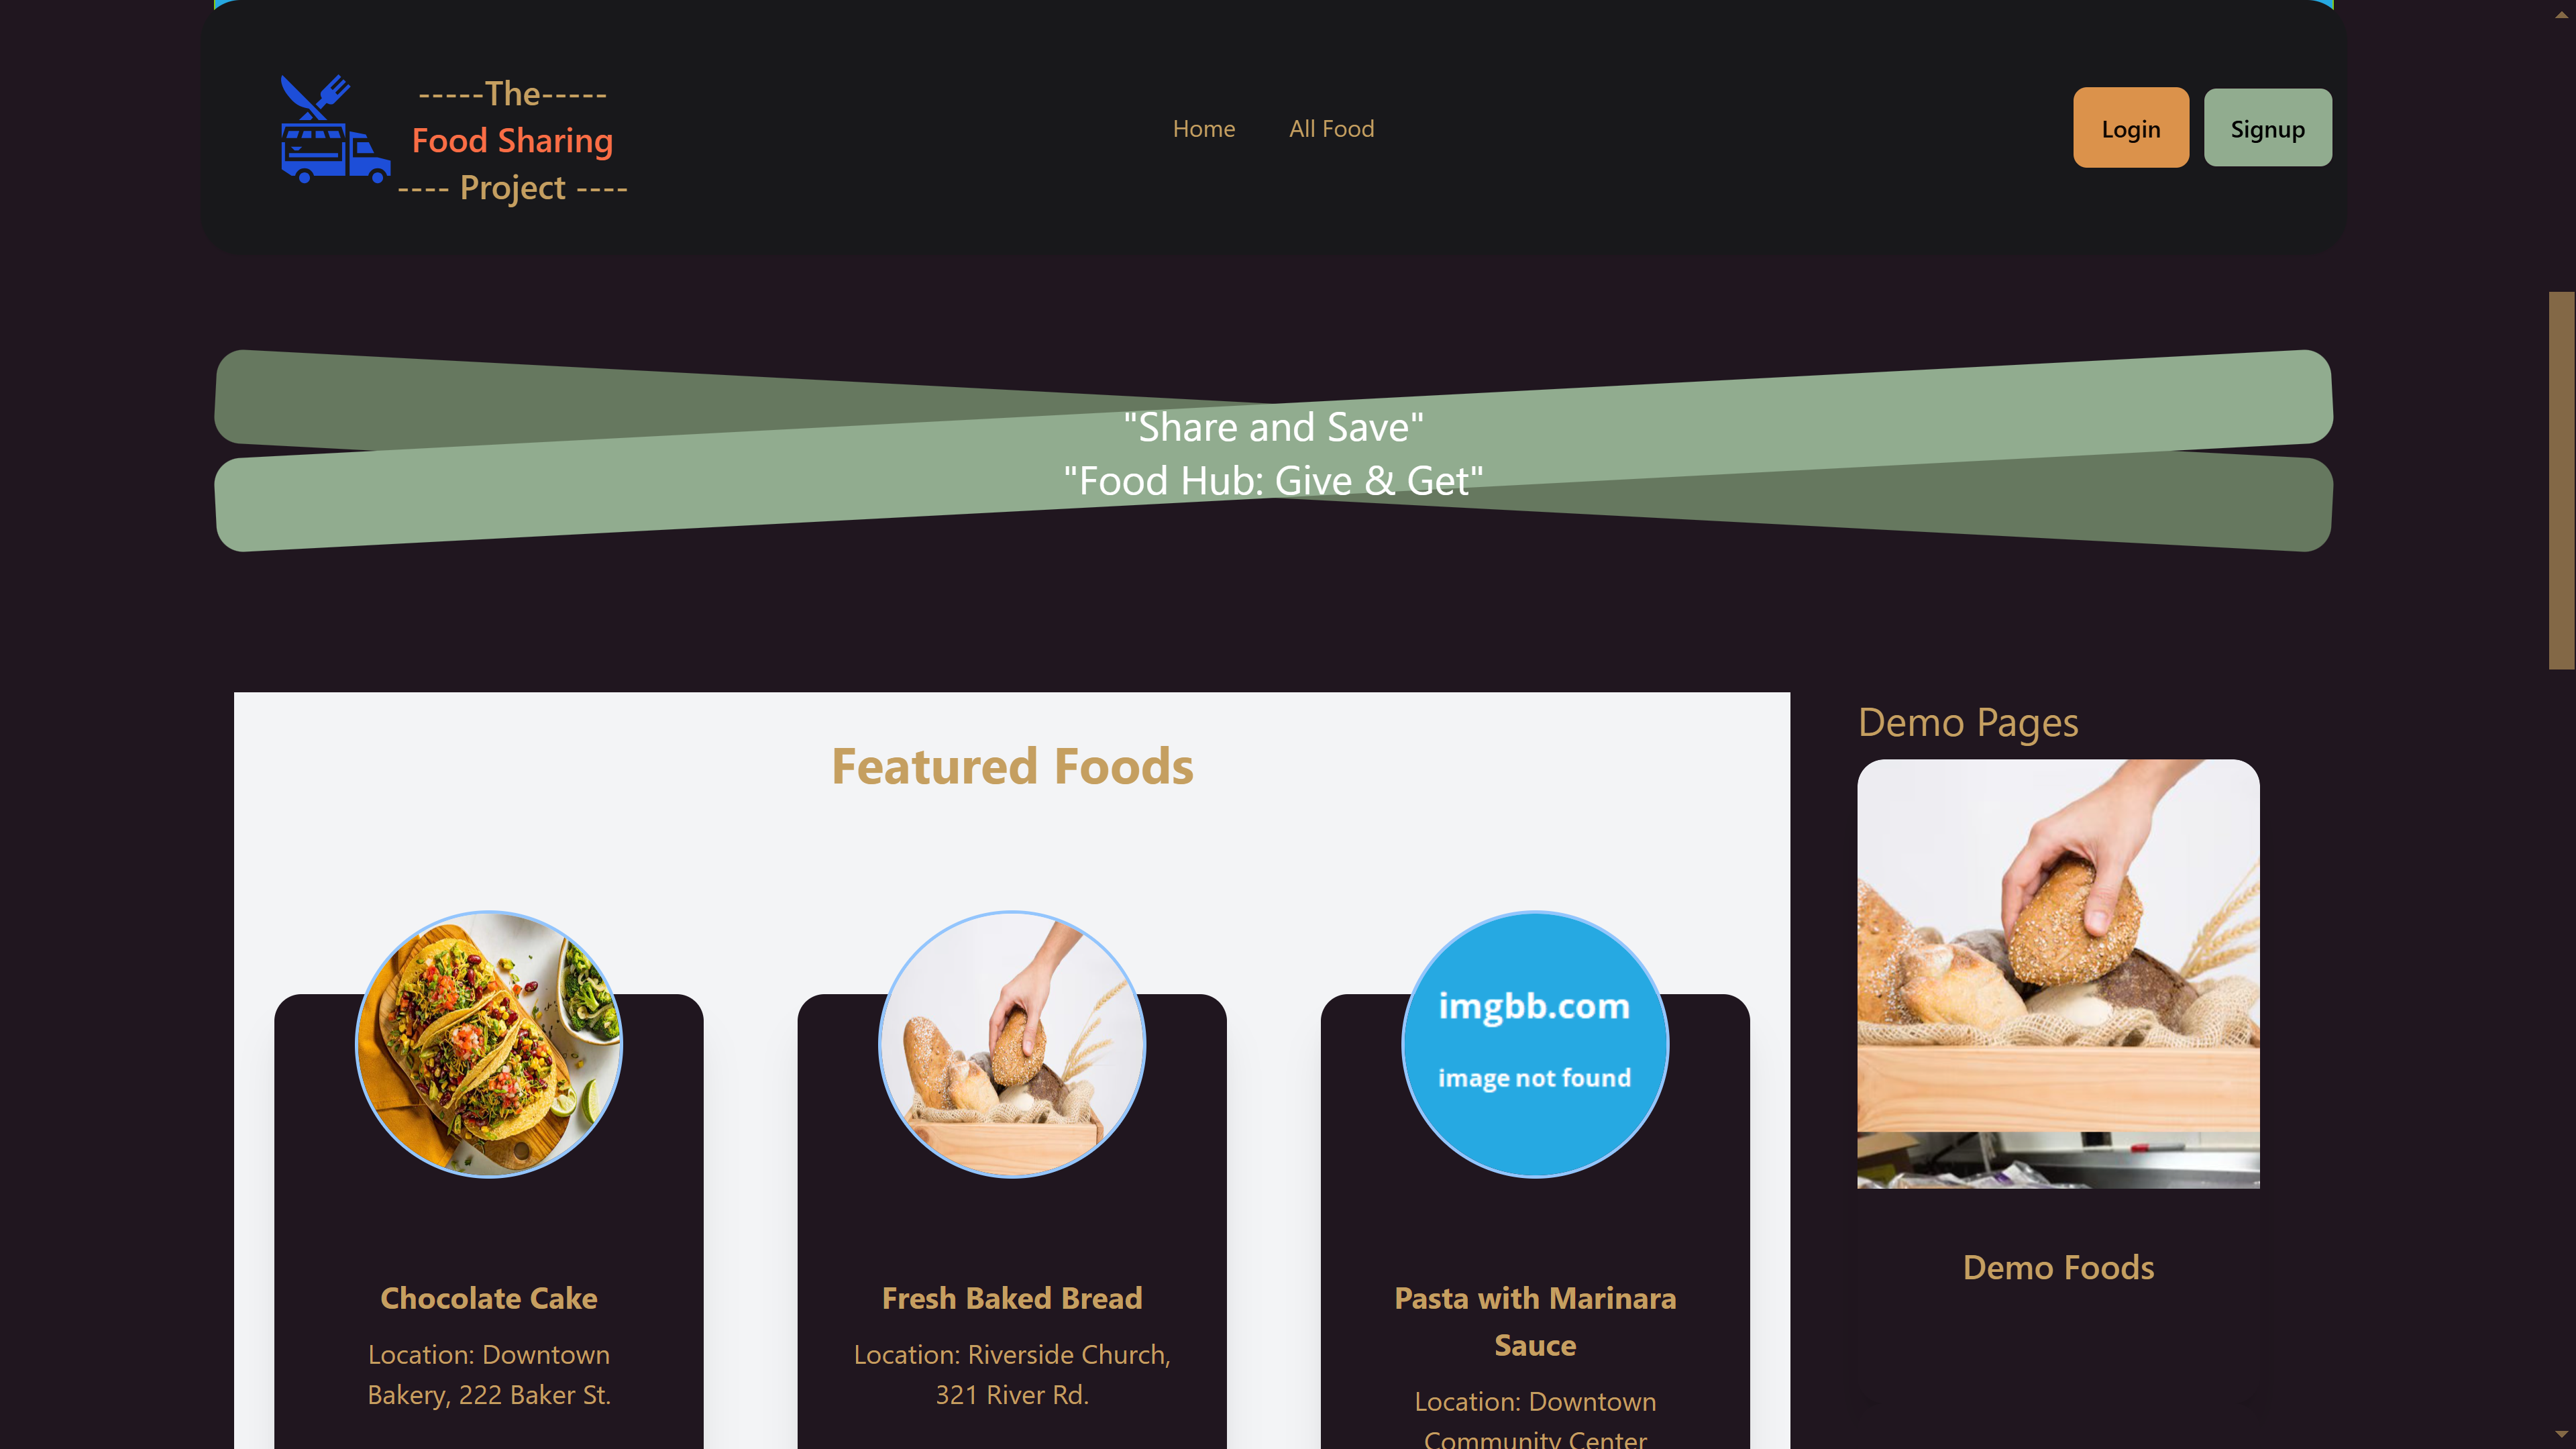 -----The-----
Food Sharing
---- Project ----
Home
All Food
Login
Signup
"Share and Save"
"Food Hub: Give & Get"
Featured Foods
Demo Pages
imgbb.com
image not found
Demo Foods
Chocolate Cake
Location: Downtown
Bakery, 222 Baker St.
Fresh Baked Bread
Location: Riverside Church,
321 River Rd.
Pasta with Marinara
Sauce
Location: Downtown
Community Center